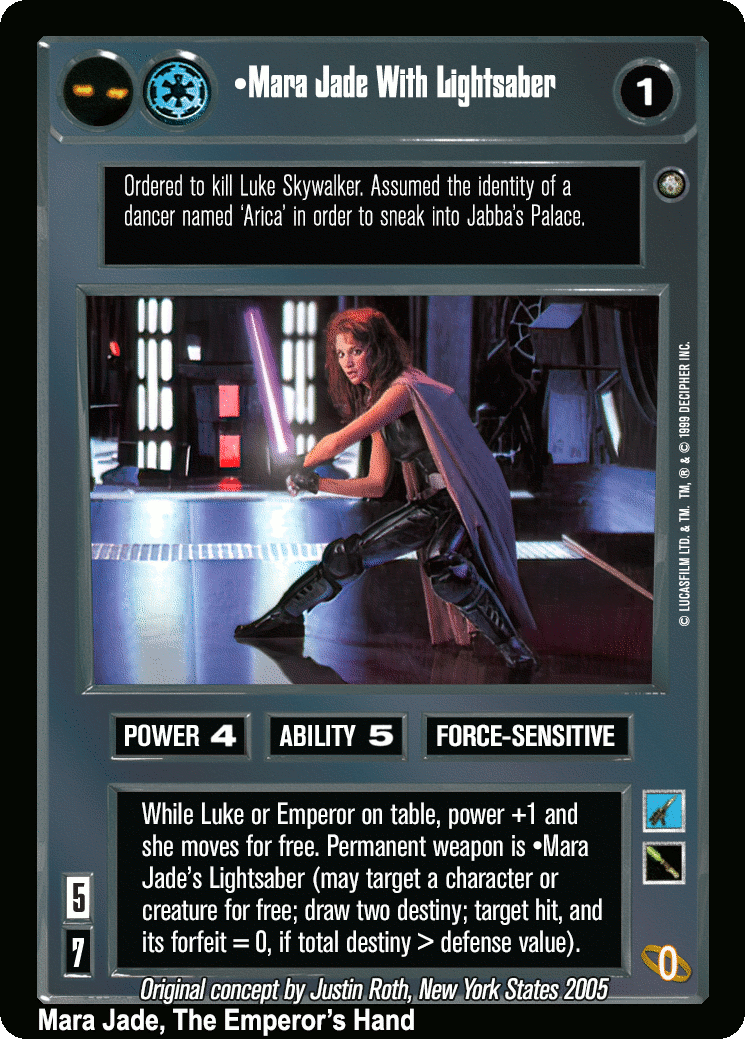 •Mara Jade With Lightsaber
1
Ordered to kill Luke Skywalker. Assumed the identity of a
dancer named ‘Arica’ in order to sneak into Jabba’s Palace.
© LUCASFILM LTD. & TM. TM, ® & © 1999 DECIPHER INC.
POWER 4
ABILITY 5
FORCE-SENSITIVE
While Luke or Emperor on table, power +1 and
she moves for free. Permanent weapon is •Mara
Jade’s Lightsaber (may target a character or
creature for free; draw two destiny; target hit, and
its forfeit = 0, if total destiny > defense value).
5
7
0
Original concept by Justin Roth, New York States 2005
Mara Jade, The Emperor’s Hand